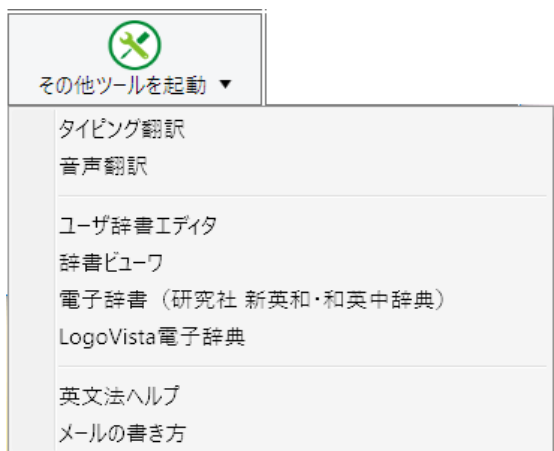 その他ツールを起動 ▼
タイピング翻訳
音声翻訳
ユーザ辞書エディタ
辞書ビューワ
電子辞書（研究社 新英和･和英中辞典）
LogoVista電子辞典
英文法ヘルプ
メールの書き方